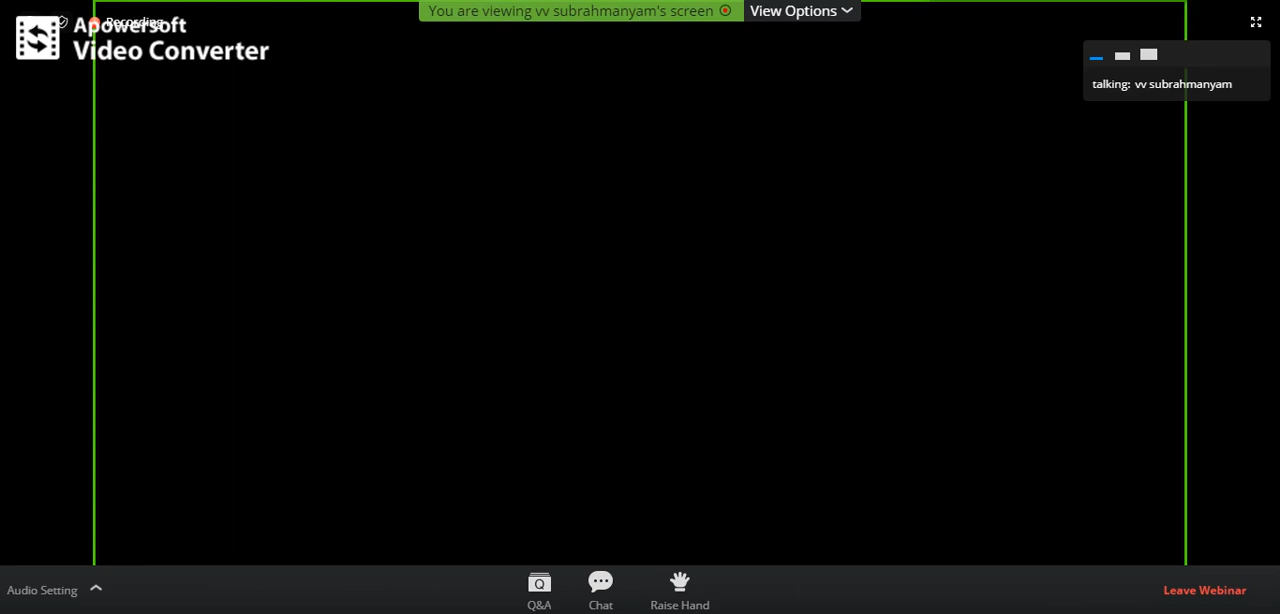 Recording
Apowersoft
Video Converter
You are viewing vv subrahmanyam's screen
View Options
talking: vv subrahmanyam
Audio Setting
Q
Q&A
Chat
Raise Hand
Leave Webinar